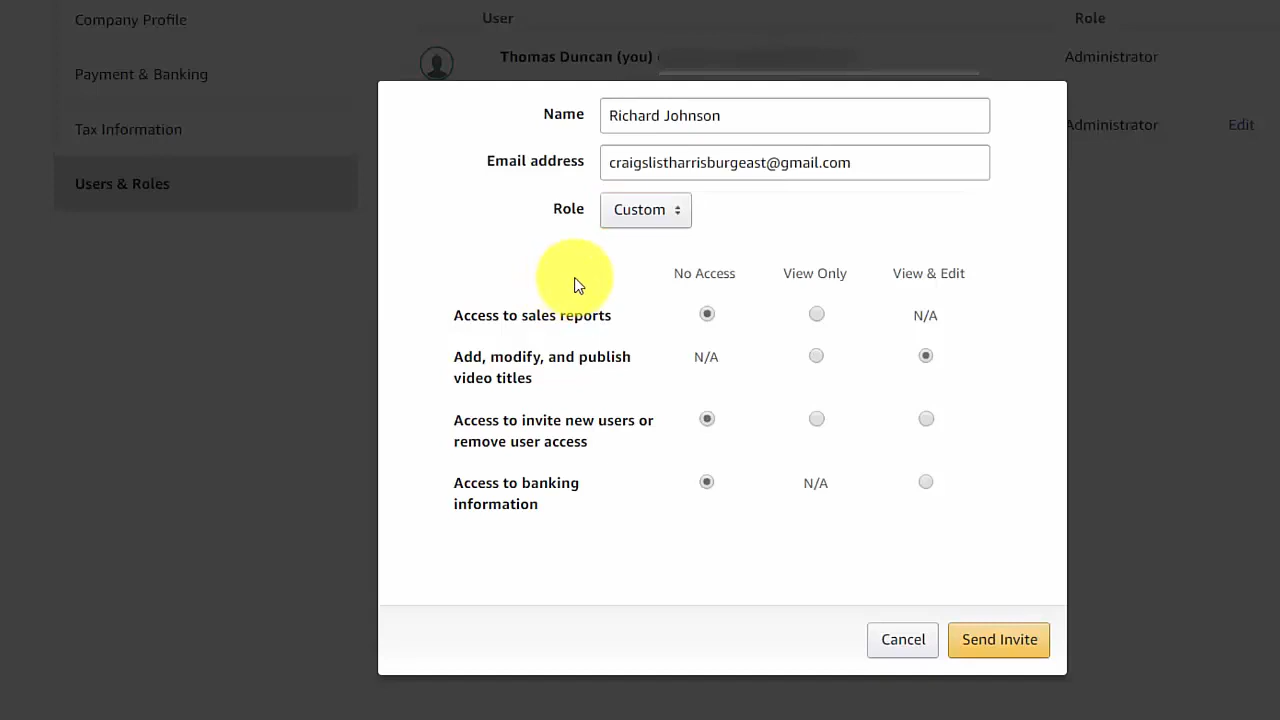 Company Profile
User
Role
Thomas Duncan (you)
Administrator
Payment & Banking
Tax Information
Administrator
Edit
Users & Roles
Name
Richard Johnson
Email address
craigslistharrisburgeast@gmail.com
Role
Custom
No Access
View Only
View & Edit
Access to sales reports
N/A
Add, modify, and publish
video titles
N/A
Access to invite new users or
remove user access
Access to banking
information
N/A
Cancel
Send Invite